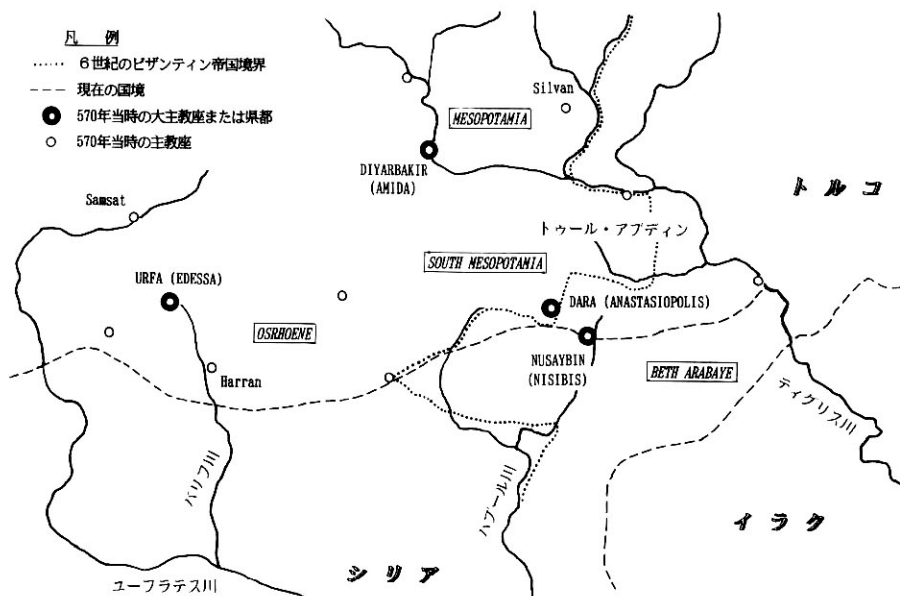 凡 例
6世紀のビザンティン帝国境界
現在の国境
570年当時の大主教座または県都
570年当時の主教座
Silvan
MESOPOTAMIA
DIYARBAKIR
(AMIDA)
トルコ
Samsat
トゥール・アブディン
SOUTH MESOPOTAMIA
URFA (EDESSA)
DARA (ANASTASIOPOLIS)
OSRHOENE
NUSAYBIN
(NISIBIS)
BETH ARABAYE
Harran
ティグリス川
バリフ川
ハブール川
イラク
シリア
ユーフラテス川